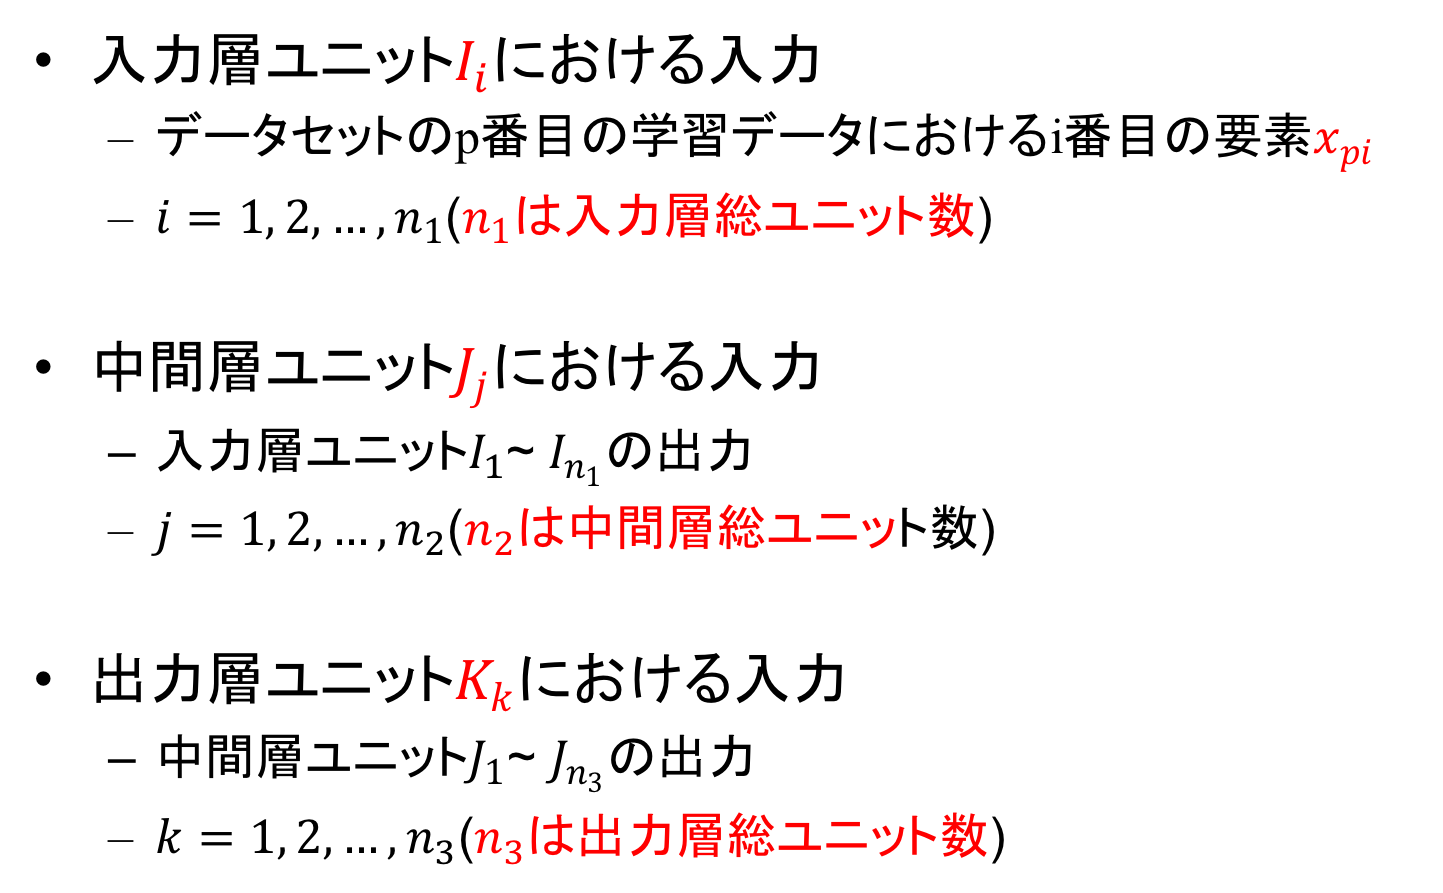 • 入力層ユニットI_iにおける入力
– データセットのp番目の学習データにおけるi番目の要素x_{pi}
– i = 1, 2, … , n_1(n_1は入力層総ユニット数)
• 中間層ユニットJ_jにおける入力
– 入力層ユニットI_1~ I_{n_1}の出力
– j = 1, 2, … , n_2(n_2は中間層総ユニット数)
• 出力層ユニットK_kにおける入力
– 中間層ユニットJ_1~ J_{n_3}の出力
– k = 1, 2, … , n_3(n_3は出力層総ユニット数)